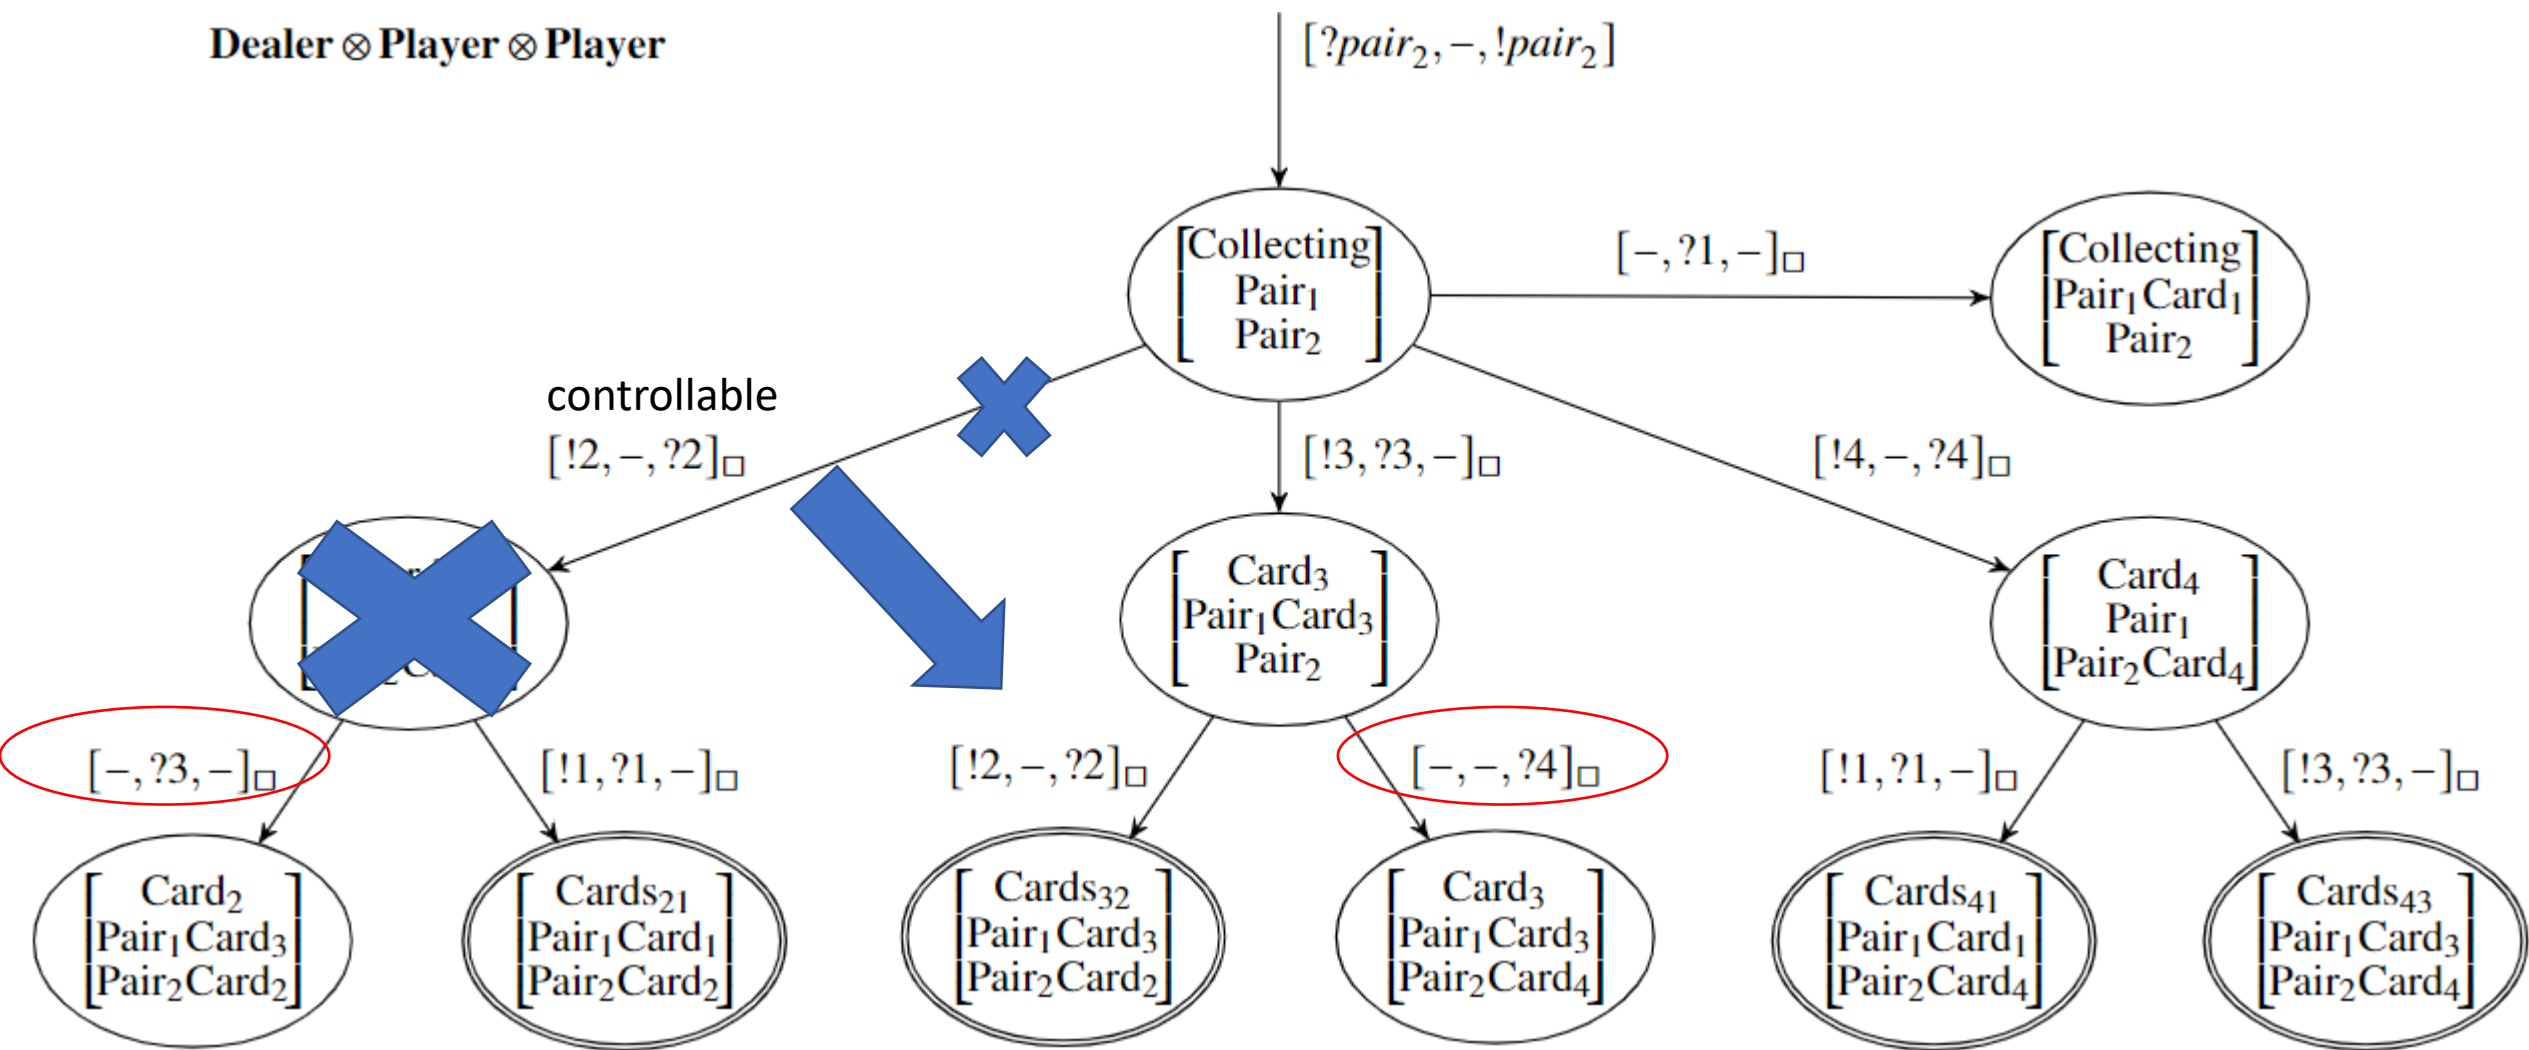 Dealer ⊗ Player ⊗ Player
[?pair₂, −, !pair₂]
[Collecting]
Pair₁
Pair₂
[−, ?1, −]□
[Collecting]
Pair₁Card₁
Pair₂
controllable
[!2, −, ?2]□
[!3, ?3, −]□
[!4, −, ?4]□
Card₃
Pair₁Card₃
Pair₂
Card₄
Pair₁
Pair₂Card₄
[−, ?3, −]□
[!1, ?1, −]□
[!2, −, ?2]□
[−, −, ?4]□
[!1, ?1, −]□
[!3, ?3, −]□
Card₂
Pair₁Card₃
Pair₂Card₂
Cards₂₁
Pair₁Card₁
Pair₂Card₂
Cards₃₂
Pair₁Card₃
Pair₂Card₂
Card₃
Pair₁Card₃
Pair₂Card₄
Cards₄₁
Pair₁Card₁
Pair₂Card₄
Cards₄₃
Pair₁Card₃
Pair₂Card₄